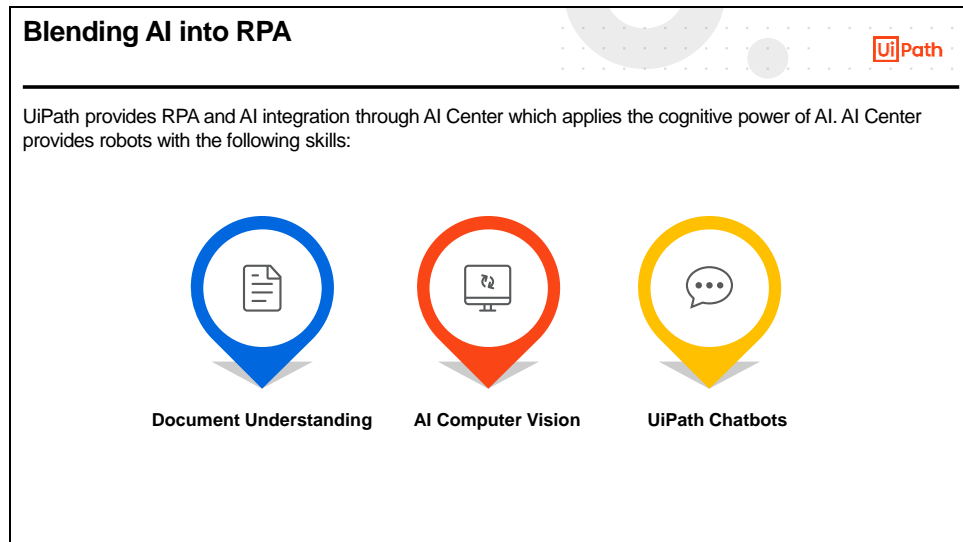 Blending AI into RPA
UiPath
UiPath provides RPA and AI integration through AI Center which applies the cognitive power of AI. AI Center
provides robots with the following skills:
Document Understanding
AI Computer Vision
UiPath Chatbots